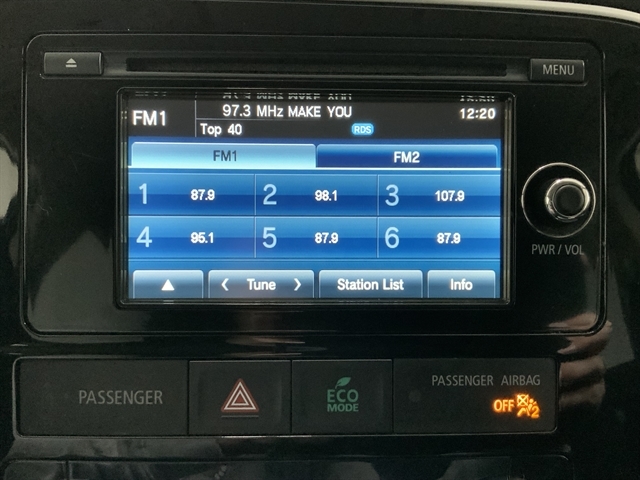 MENU
FM1 97.3 MHz MAKE YOU 12:20
Top 40 RDS
FM1 FM2
1 87.9 2 98.1 3 107.9
4 95.1 5 87.9 6 87.9
Tune Station List Info
PWR / VOL
PASSENGER
ECO
MODE
PASSENGER AIRBAG
OFF 2